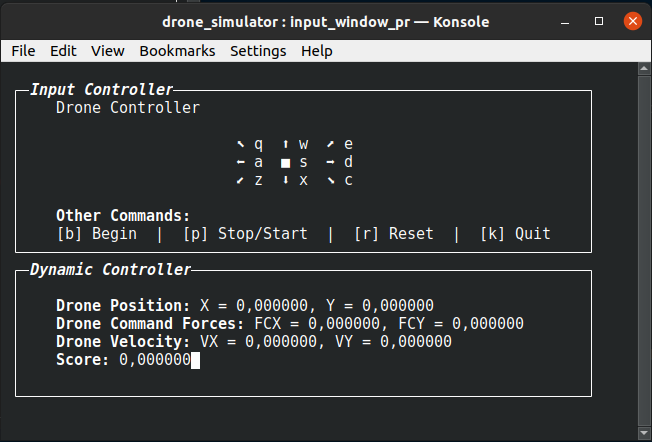 drone_simulator : input_window_pr — Konsole
File Edit View Bookmarks Settings Help
Input Controller
Drone Controller
⬉ q ⬆ w ⬈ e
⬅ a ■ s ➡ d
⬋ z ⬇ x ⬊ c
Other Commands:
[b] Begin | [p] Stop/Start | [r] Reset | [k] Quit
Dynamic Controller
Drone Position: X = 0,000000, Y = 0,000000
Drone Command Forces: FCX = 0,000000, FCY = 0,000000
Drone Velocity: VX = 0,000000, VY = 0,000000
Score: 0,000000